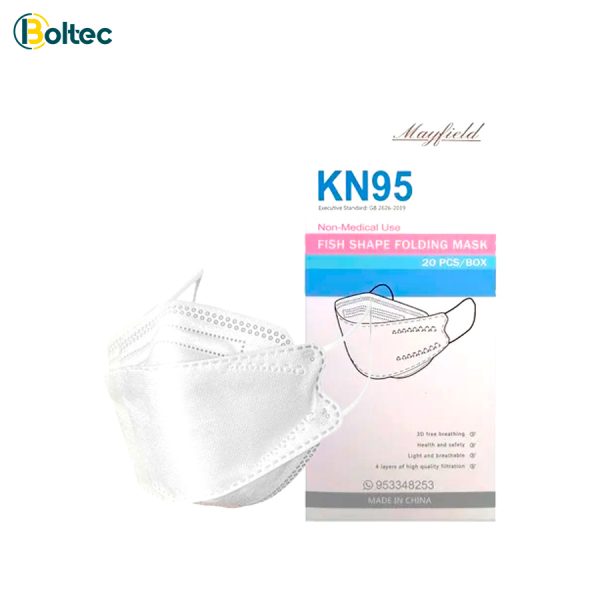 Boltec
Mayfield
KN95
Executive Standard: GB 2626-2019
Non-Medical Use
FISH SHAPE FOLDING MASK
20 PCS/BOX
3D free breathing
Health and safety
Light and breathable
4 layers of high quality filtration
953348253
MADE IN CHINA